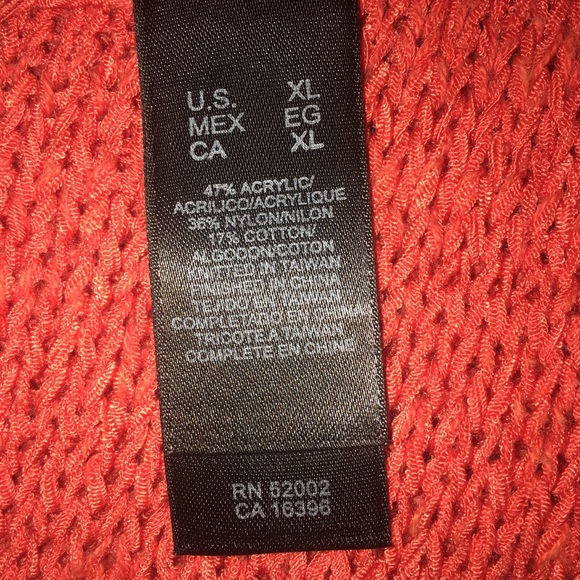 U.S. XL
MEX EG
CA XL
47% ACRYLIC/
ACRILICO/ACRYLIQUE
36% NYLON/NILON
17% COTTON/
ALGODON/COTON
KNITTED IN TAIWAN
FINISHED IN CHINA
TEJIDO EN TAIWAN
COMPLETADO EN CHINA
TRICOTE A TAIWAN
COMPLETE EN CHINE
RN 52002
CA 16396